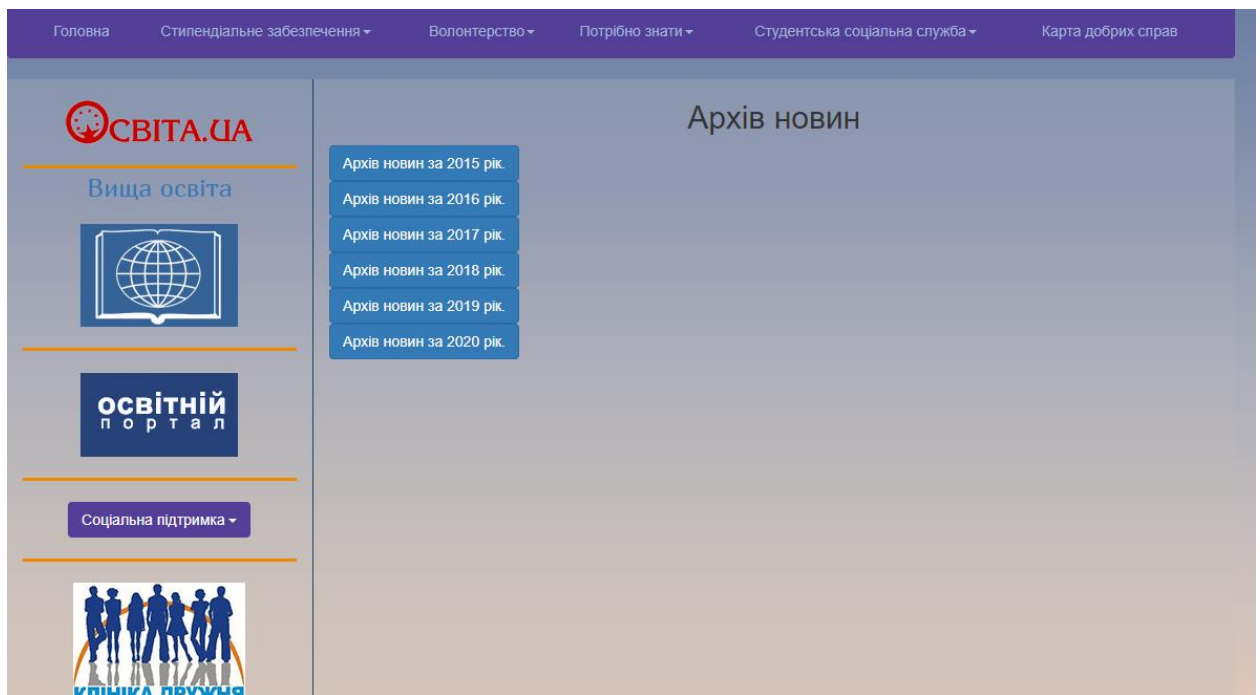 Головна Стипендіальне забезпечення Волонтерство Потрібно знати Студентська соціальна служба Карта добрих справ
ОСВІТА.UA
Вища освіта
освітній
портал
Соціальна підтримка
КЛІНІКА ДРУЖНЯ
Архів новин
Архів новин за 2015 рік.
Архів новин за 2016 рік.
Архів новин за 2017 рік.
Архів новин за 2018 рік.
Архів новин за 2019 рік.
Архів новин за 2020 рік.